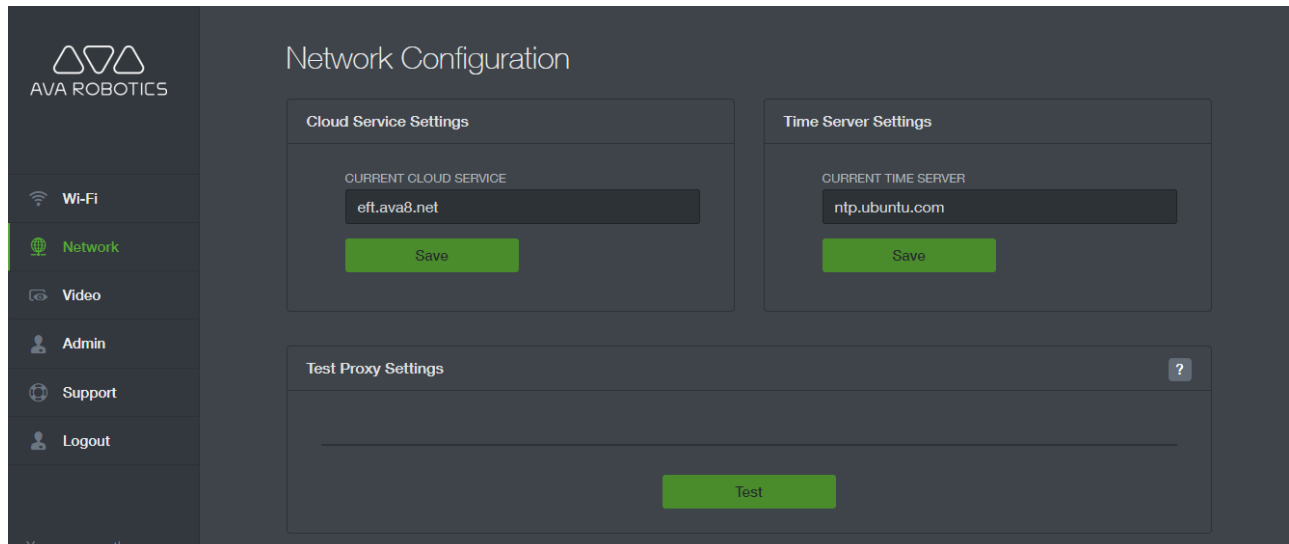 AVA ROBOTICS
Wi-Fi
Network
Video
Admin
Support
Logout
Network Configuration
Cloud Service Settings
CURRENT CLOUD SERVICE
eft.ava8.net
Save
Time Server Settings
CURRENT TIME SERVER
ntp.ubuntu.com
Save
Test Proxy Settings
?
Test